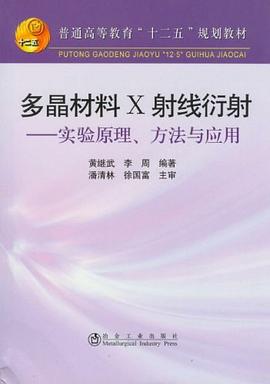 普通高等教育“十二五”规划教材
PUTONG GAODENG JIAOYU "12·5" GUIHUA JIAOCAI
十二五
多晶材料 X 射线衍射
——实验原理、方法与应用
黄继武 李 周 编著
潘清林 徐国富 主审
冶金工业出版社
Metallurgical Industry Press